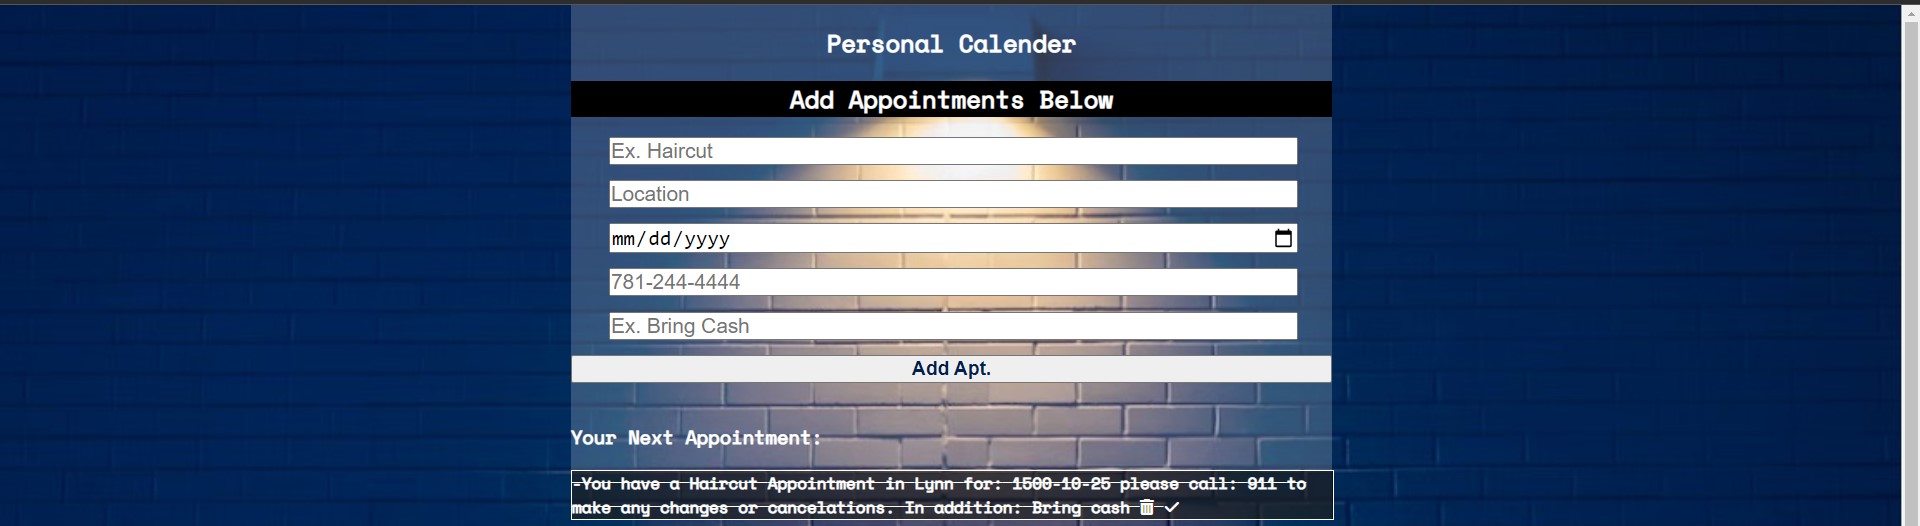 Personal Calender
Add Appointments Below
Ex. Haircut
Location
mm/dd/yyyy
781-244-4444
Ex. Bring Cash
Add Apt.
Your Next Appointment:
-You have a Haircut Appointment in Lynn for: 1500-10-25 please call: 911 to
make any changes or cancelations. In addition: Bring cash